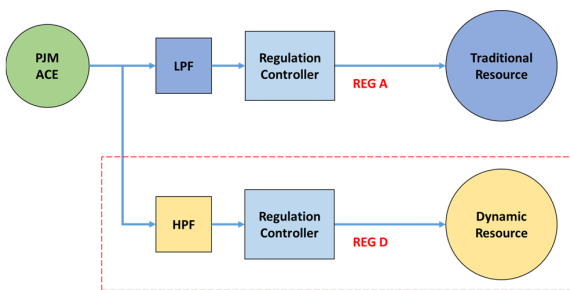 PJM
ACE
LPF
Regulation
Controller
REG A
Traditional
Resource
HPF
Regulation
Controller
REG D
Dynamic
Resource